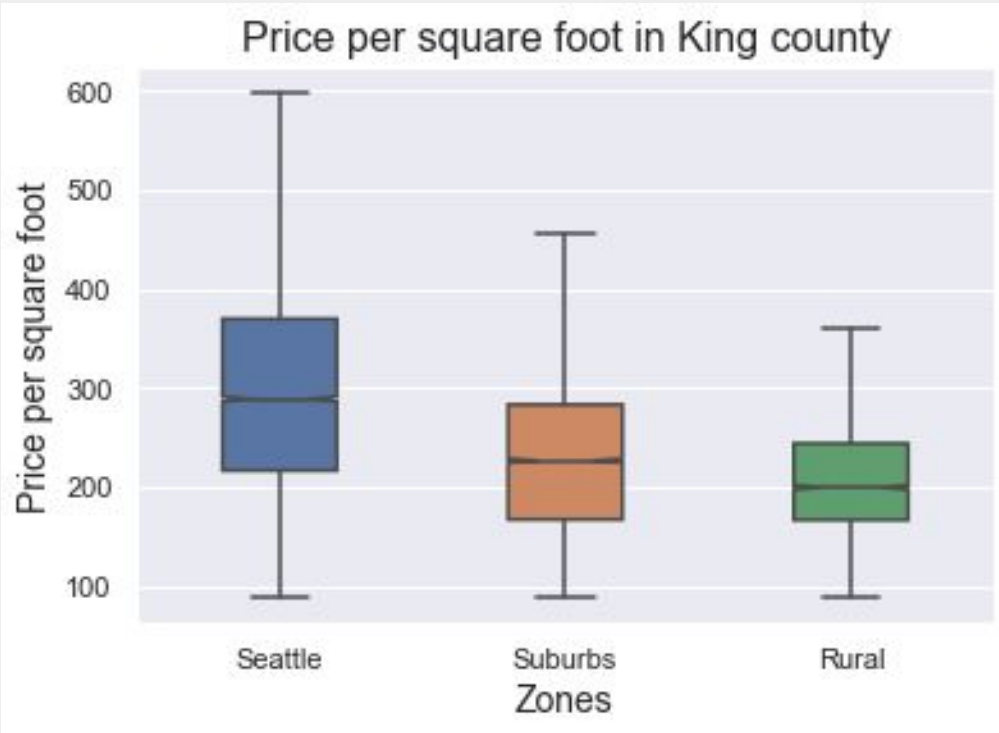 Price per square foot in King county
Price per square foot
600
500
400
300
200
100
Seattle Suburbs Rural
Zones